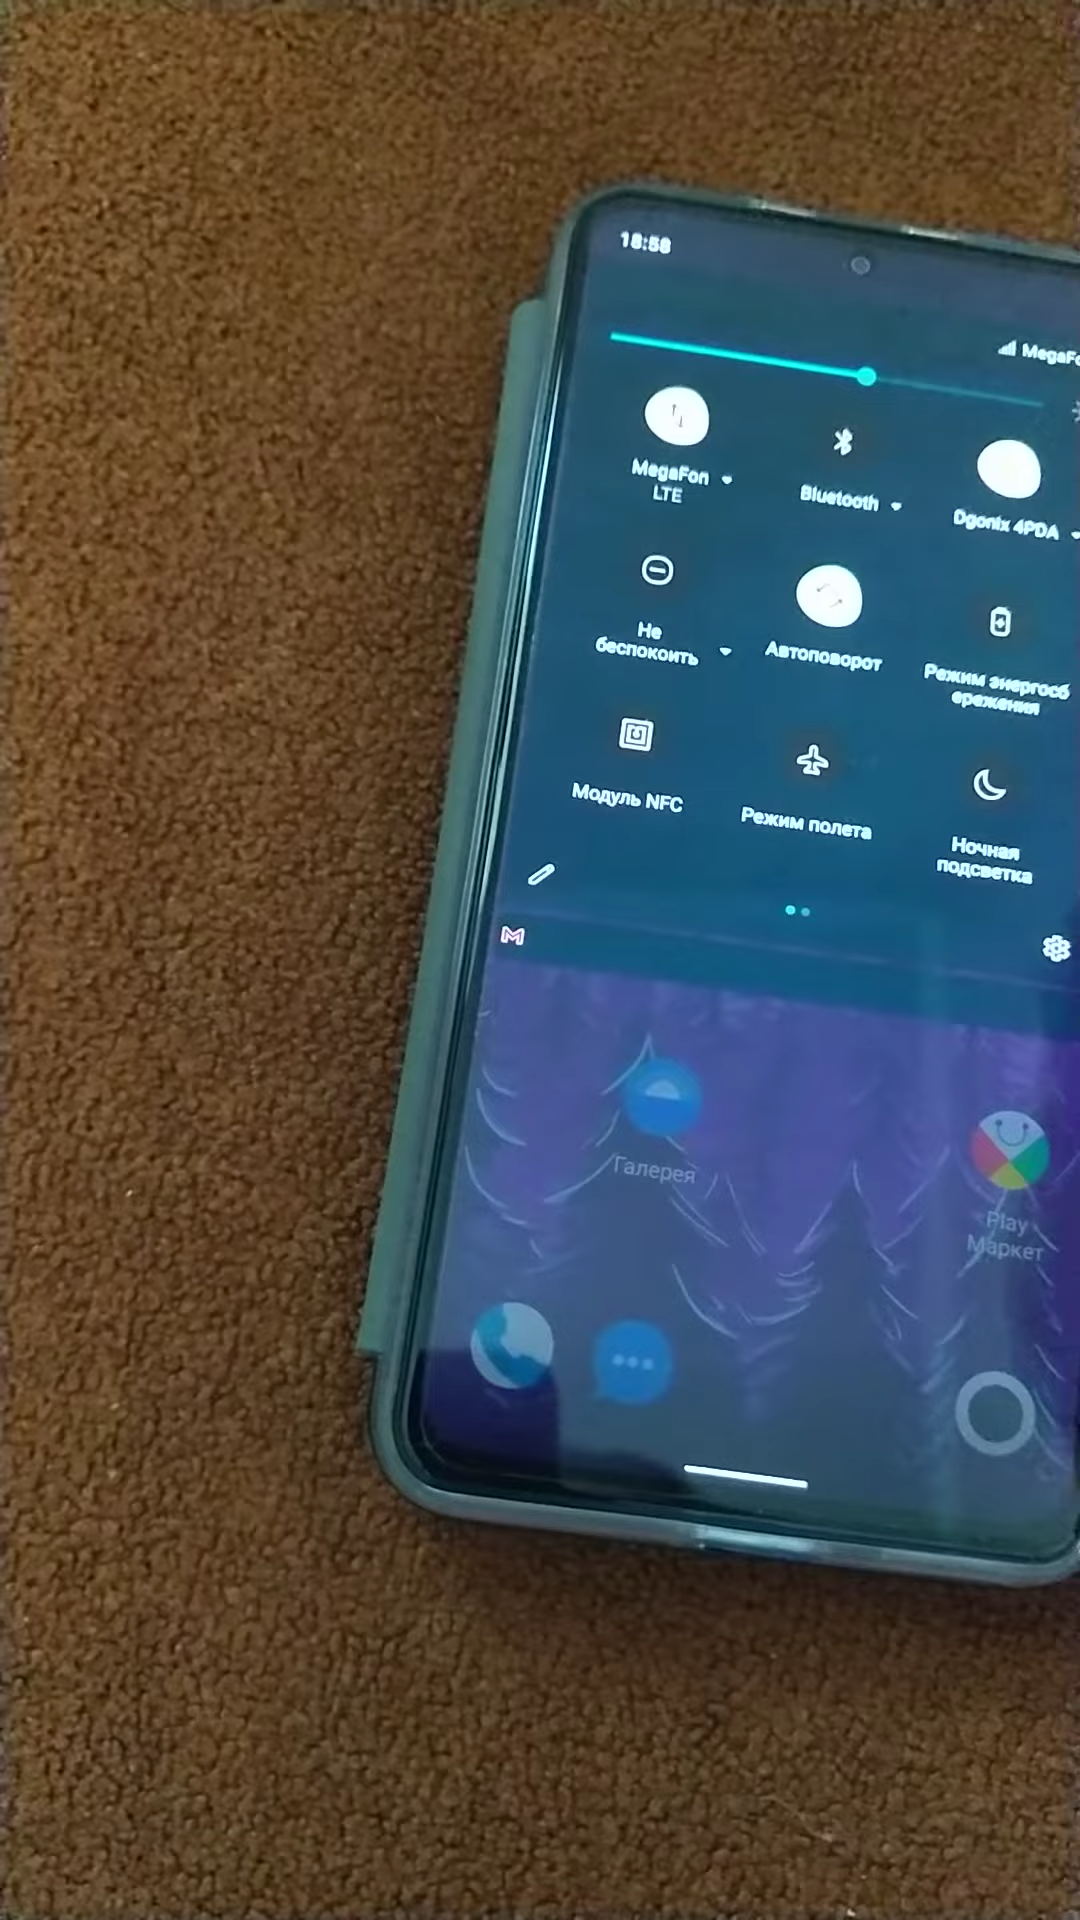 18:58
MegaFo
MegaFon
LTE
Bluetooth
Dgonix 4PDA
Не
беспокоить
Автоповорот
Режим энергосб
ережения
Модуль NFC
Режим полета
Ночная
подсветка
Галерея
Play
Маркет